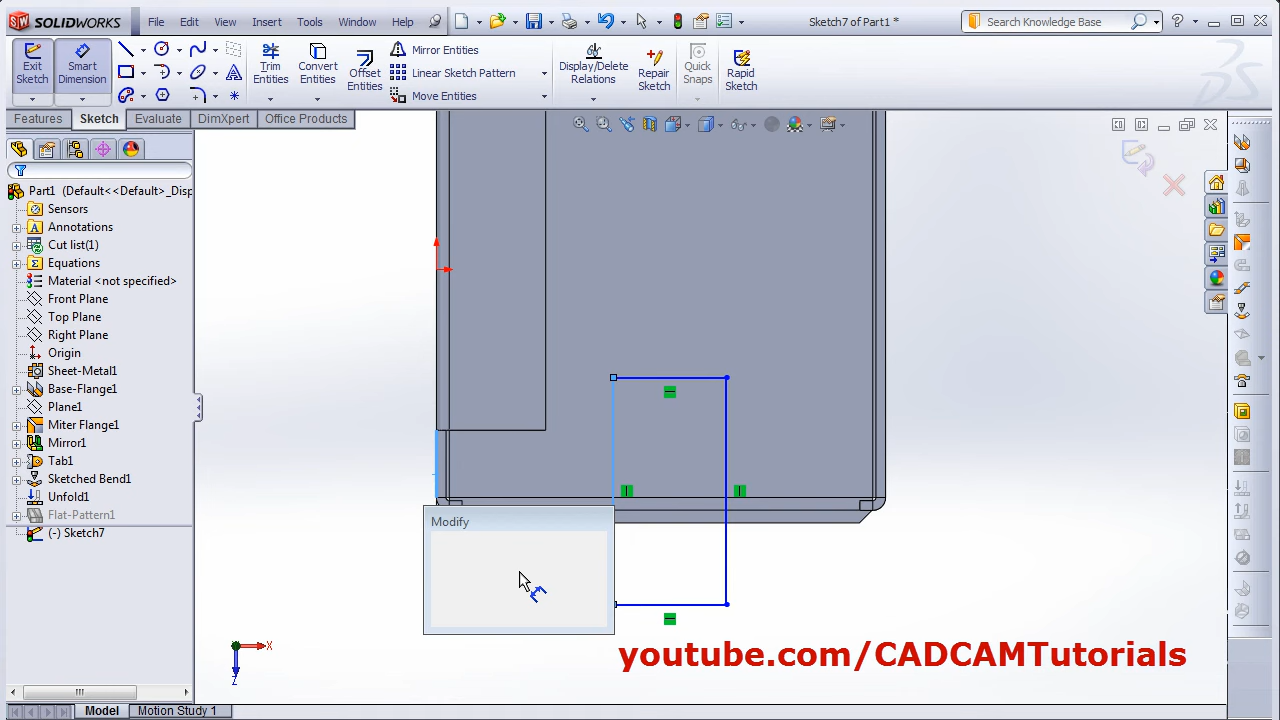 SOLIDWORKS File Edit View Insert Tools Window Help Sketch7 of Part1 * Search Knowledge Base
Exit Sketch
Smart Dimension
Trim Entities
Convert Entities
Offset Entities
Mirror Entities
Linear Sketch Pattern
Move Entities
Display/Delete Relations
Repair Sketch
Quick Snaps
Rapid Sketch
Features Sketch Evaluate DimXpert Office Products
Part1 (Default<<Default>_Disp
Sensors
Annotations
Cut list(1)
Equations
Material <not specified>
Front Plane
Top Plane
Right Plane
Origin
Sheet-Metal1
Base-Flange1
Plane1
Miter Flange1
Mirror1
Tab1
Sketched Bend1
Unfold1
Flat-Pattern1
(-) Sketch7
Modify
X
Z
youtube.com/CADCAMTutorials
Model Motion Study 1